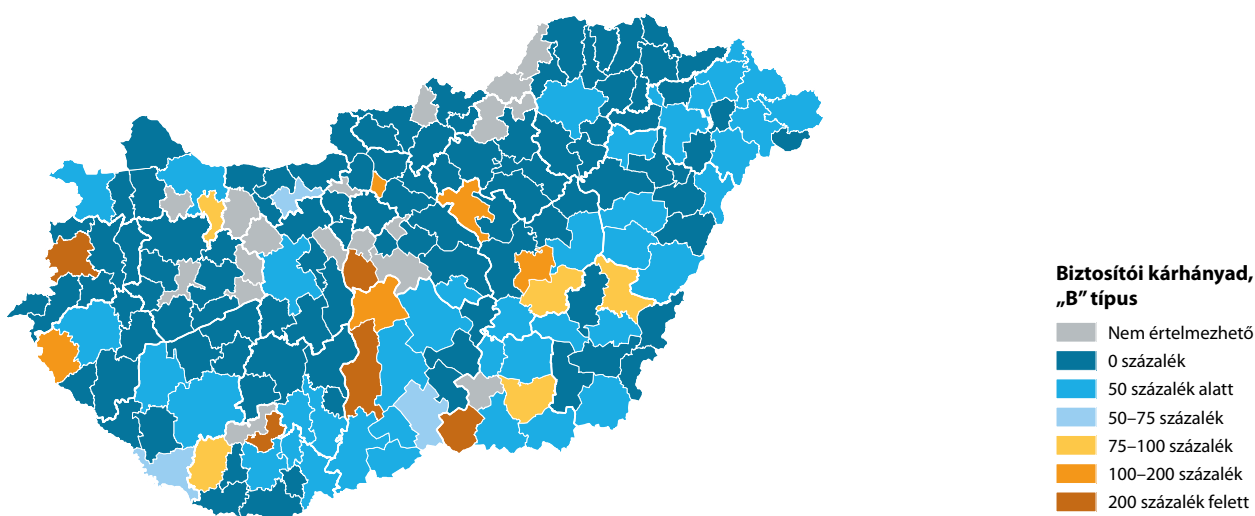 Biztosítói kárhányad,
„B” típus
Nem értelmezhető
0 százalék
50 százalék alatt
50–75 százalék
75–100 százalék
100–200 százalék
200 százalék felett